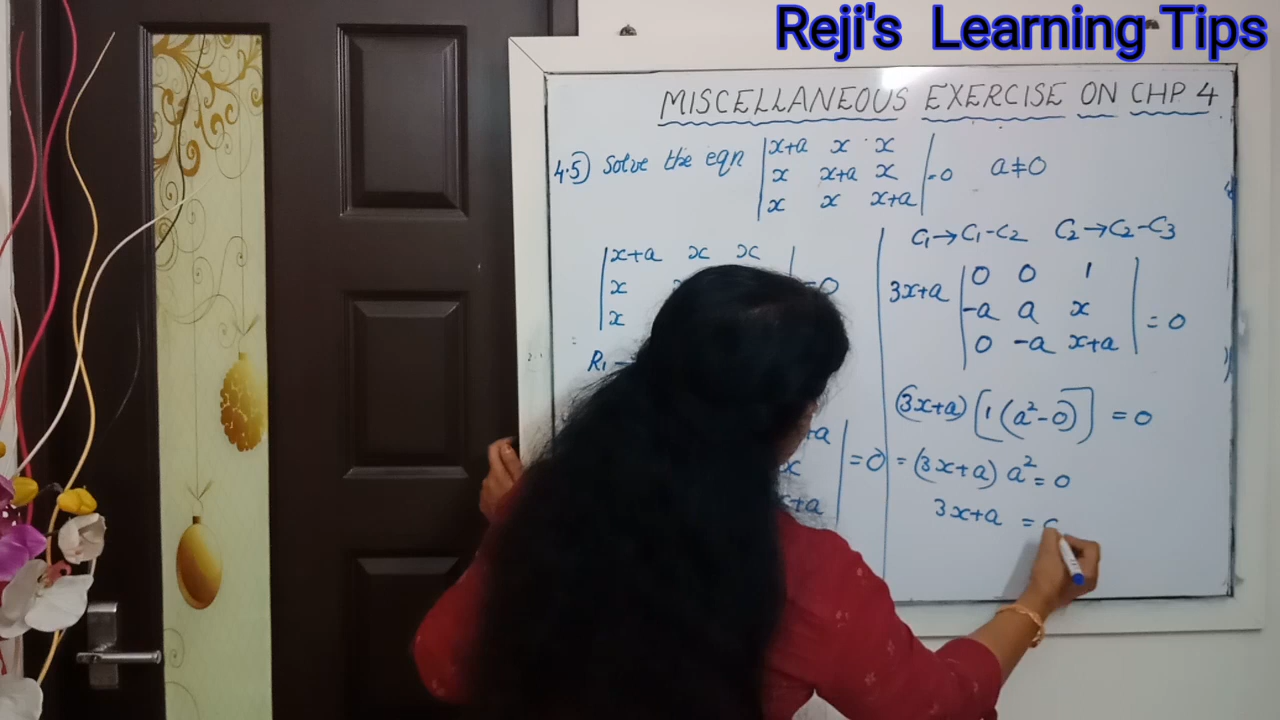 Reji's Learning Tips
MISCELLANEOUS EXERCISE ON CHP 4
4.5) Solve the eqn |x+a x x|
|x x+a x| = 0 a≠0
|x x x+a|
|x+a x x|
|x = 0
|x
R₁
+a
x = 0
x+a
C₁→C₁-C₂ C₂→C₂-C₃
3x+a |0 0 1|
|-a a x| = 0
|0 -a x+a|
(3x+a) [1(a²-0)] = 0
= (3x+a) a² = 0
3x+a =